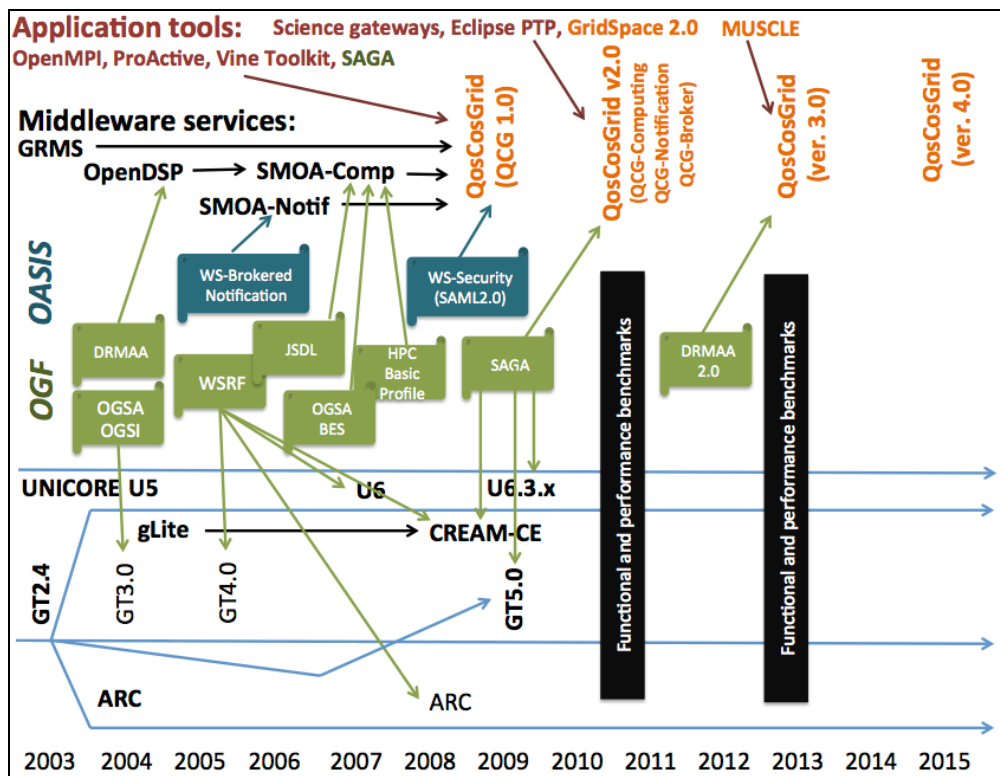 Application tools:
Science gateways, Eclipse PTP, GridSpace 2.0
MUSCLE
OpenMPI, ProActive, Vine Toolkit, SAGA
Middleware services:
GRMS
OpenDSP
SMOA-Comp
SMOA-Notif
QosCosGrid
(QCG 1.0)
QosCosGrid v2.0
(QCG-Computing
QCG-Notification
QCG-Broker)
QosCosGrid
(ver. 3.0)
QosCosGrid
(ver. 4.0)
OASIS
WS-Brokered
Notification
WS-Security
(SAML2.0)
OGF
DRMAA
OGSA
OGSI
WSRF
JSDL
OGSA
BES
HPC
Basic
Profile
SAGA
DRMAA
2.0
Functional and performance benchmarks
Functional and performance benchmarks
UNICORE U5
U6
U6.3.x
gLite
CREAM-CE
GT2.4
GT3.0
GT4.0
GT5.0
ARC
ARC
2003 2004 2005 2006 2007 2008 2009 2010 2011 2012 2013 2014 2015